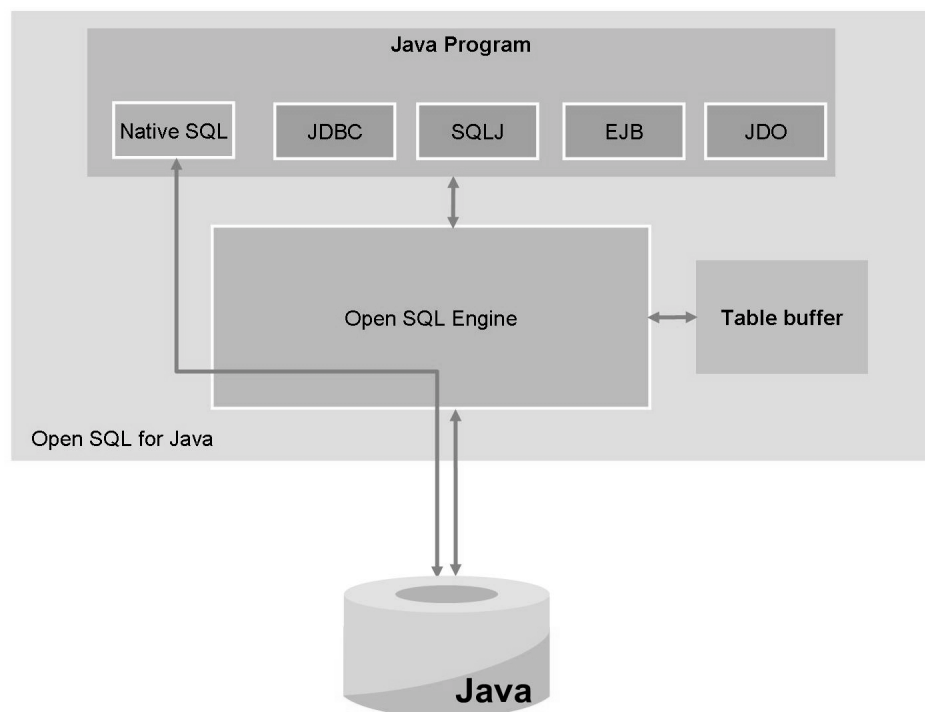 Java Program
Native SQL
JDBC
SQLJ
EJB
JDO
Open SQL Engine
Table buffer
Open SQL for Java
Java